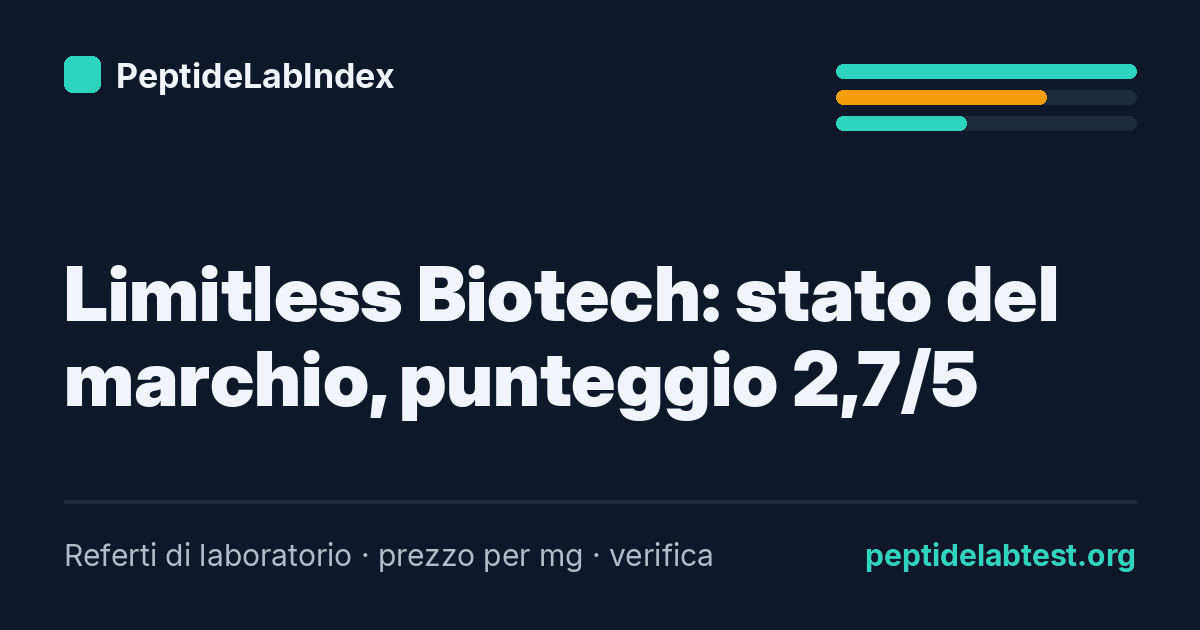 PeptideLabIndex
Limitless Biotech: stato del
marchio, punteggio 2,7/5
Referti di laboratorio · prezzo per mg · verifica
peptidelabtest.org